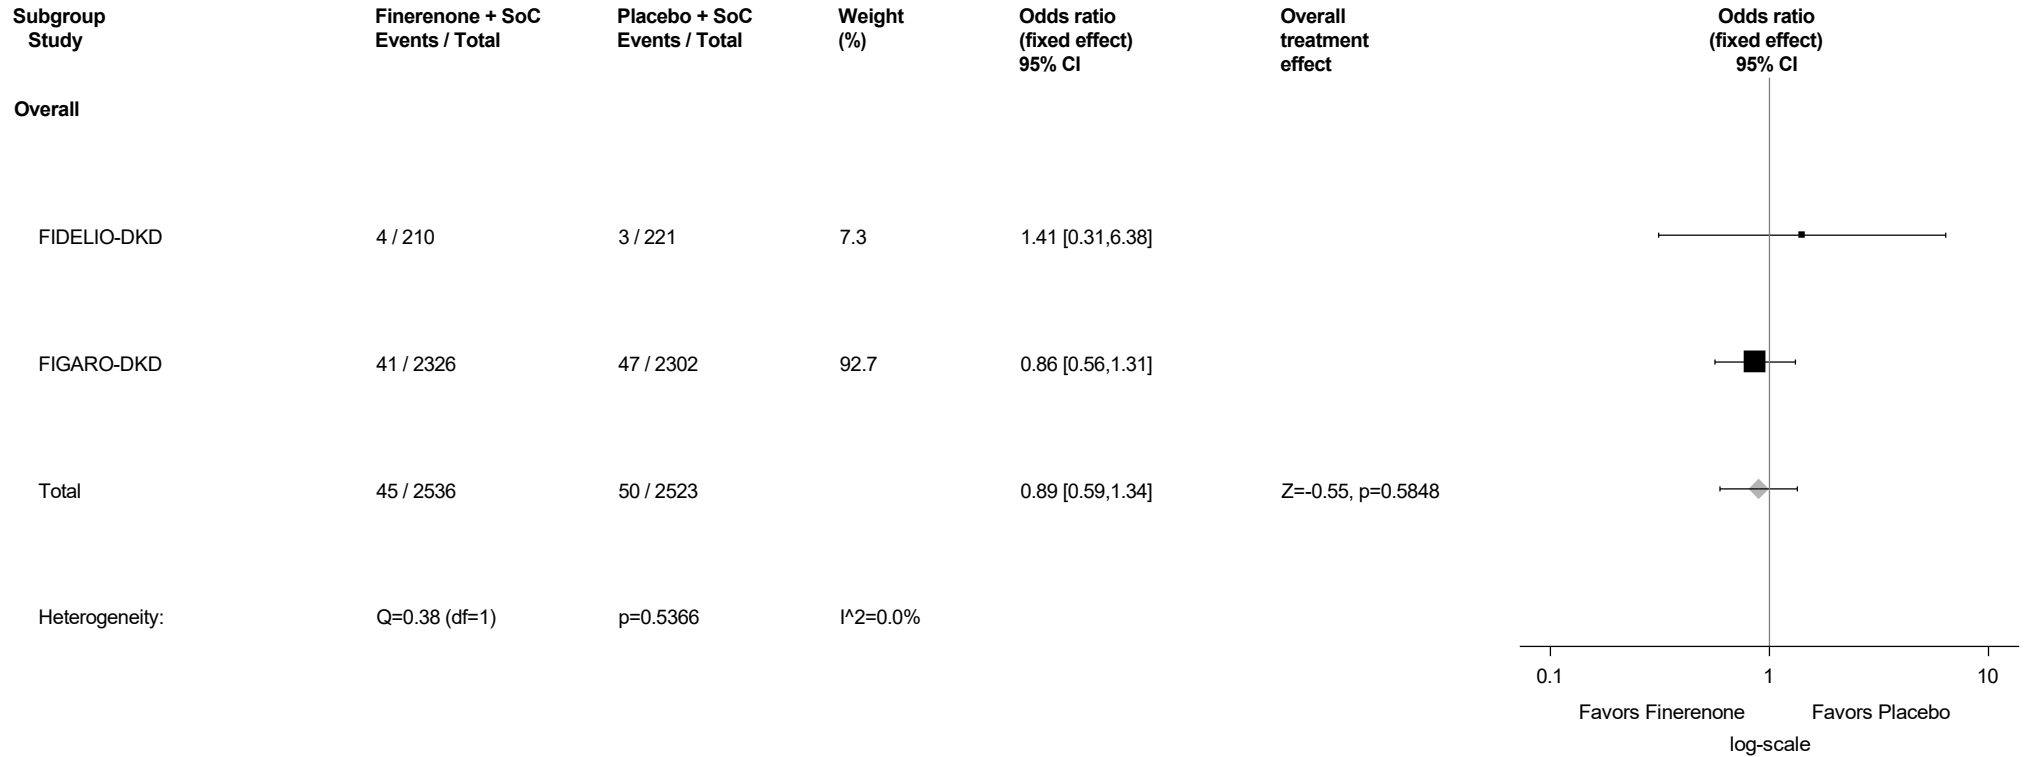 Subgroup Finerenone + SoC Placebo + SoC Weight Odds ratio Overall Odds ratio
Study Events / Total Events / Total (%) (fixed effect) treatment (fixed effect)
95% CI effect 95% CI
Overall
FIDELIO-DKD 4 / 210 3 / 221 7.3 1.41 [0.31,6.38]
FIGARO-DKD 41 / 2326 47 / 2302 92.7 0.86 [0.56,1.31]
Total 45 / 2536 50 / 2523 0.89 [0.59,1.34] Z=-0.55, p=0.5848
Heterogeneity: Q=0.38 (df=1) p=0.5366 I^2=0.0%
0.1 1 10
Favors Finerenone Favors Placebo
log-scale